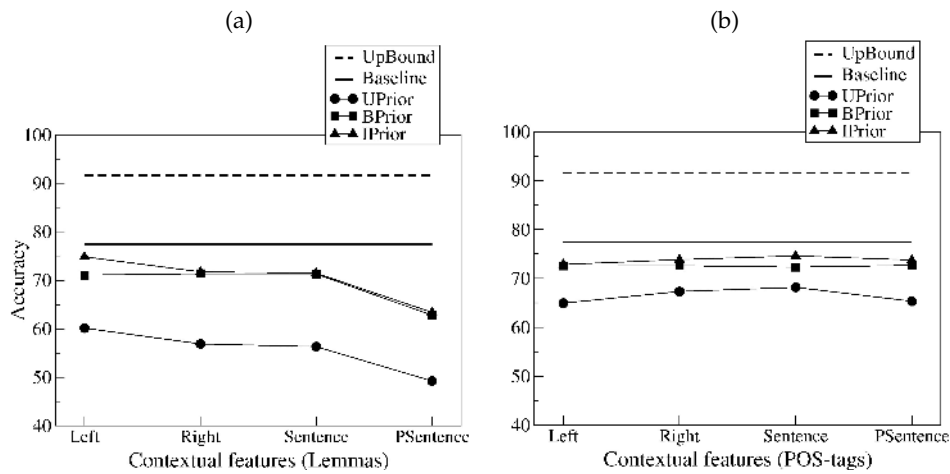 (a)
UpBound
Baseline
UPrior
BPrior
IPrior
100
90
80
70
60
50
40
Accuracy
Left Right Sentence PSentence
Contextual features (Lemmas)
(b)
UpBound
Baseline
UPrior
BPrior
IPrior
100
90
80
70
60
50
40
Left Right Sentence PSentence
Contextual features (POS-tags)